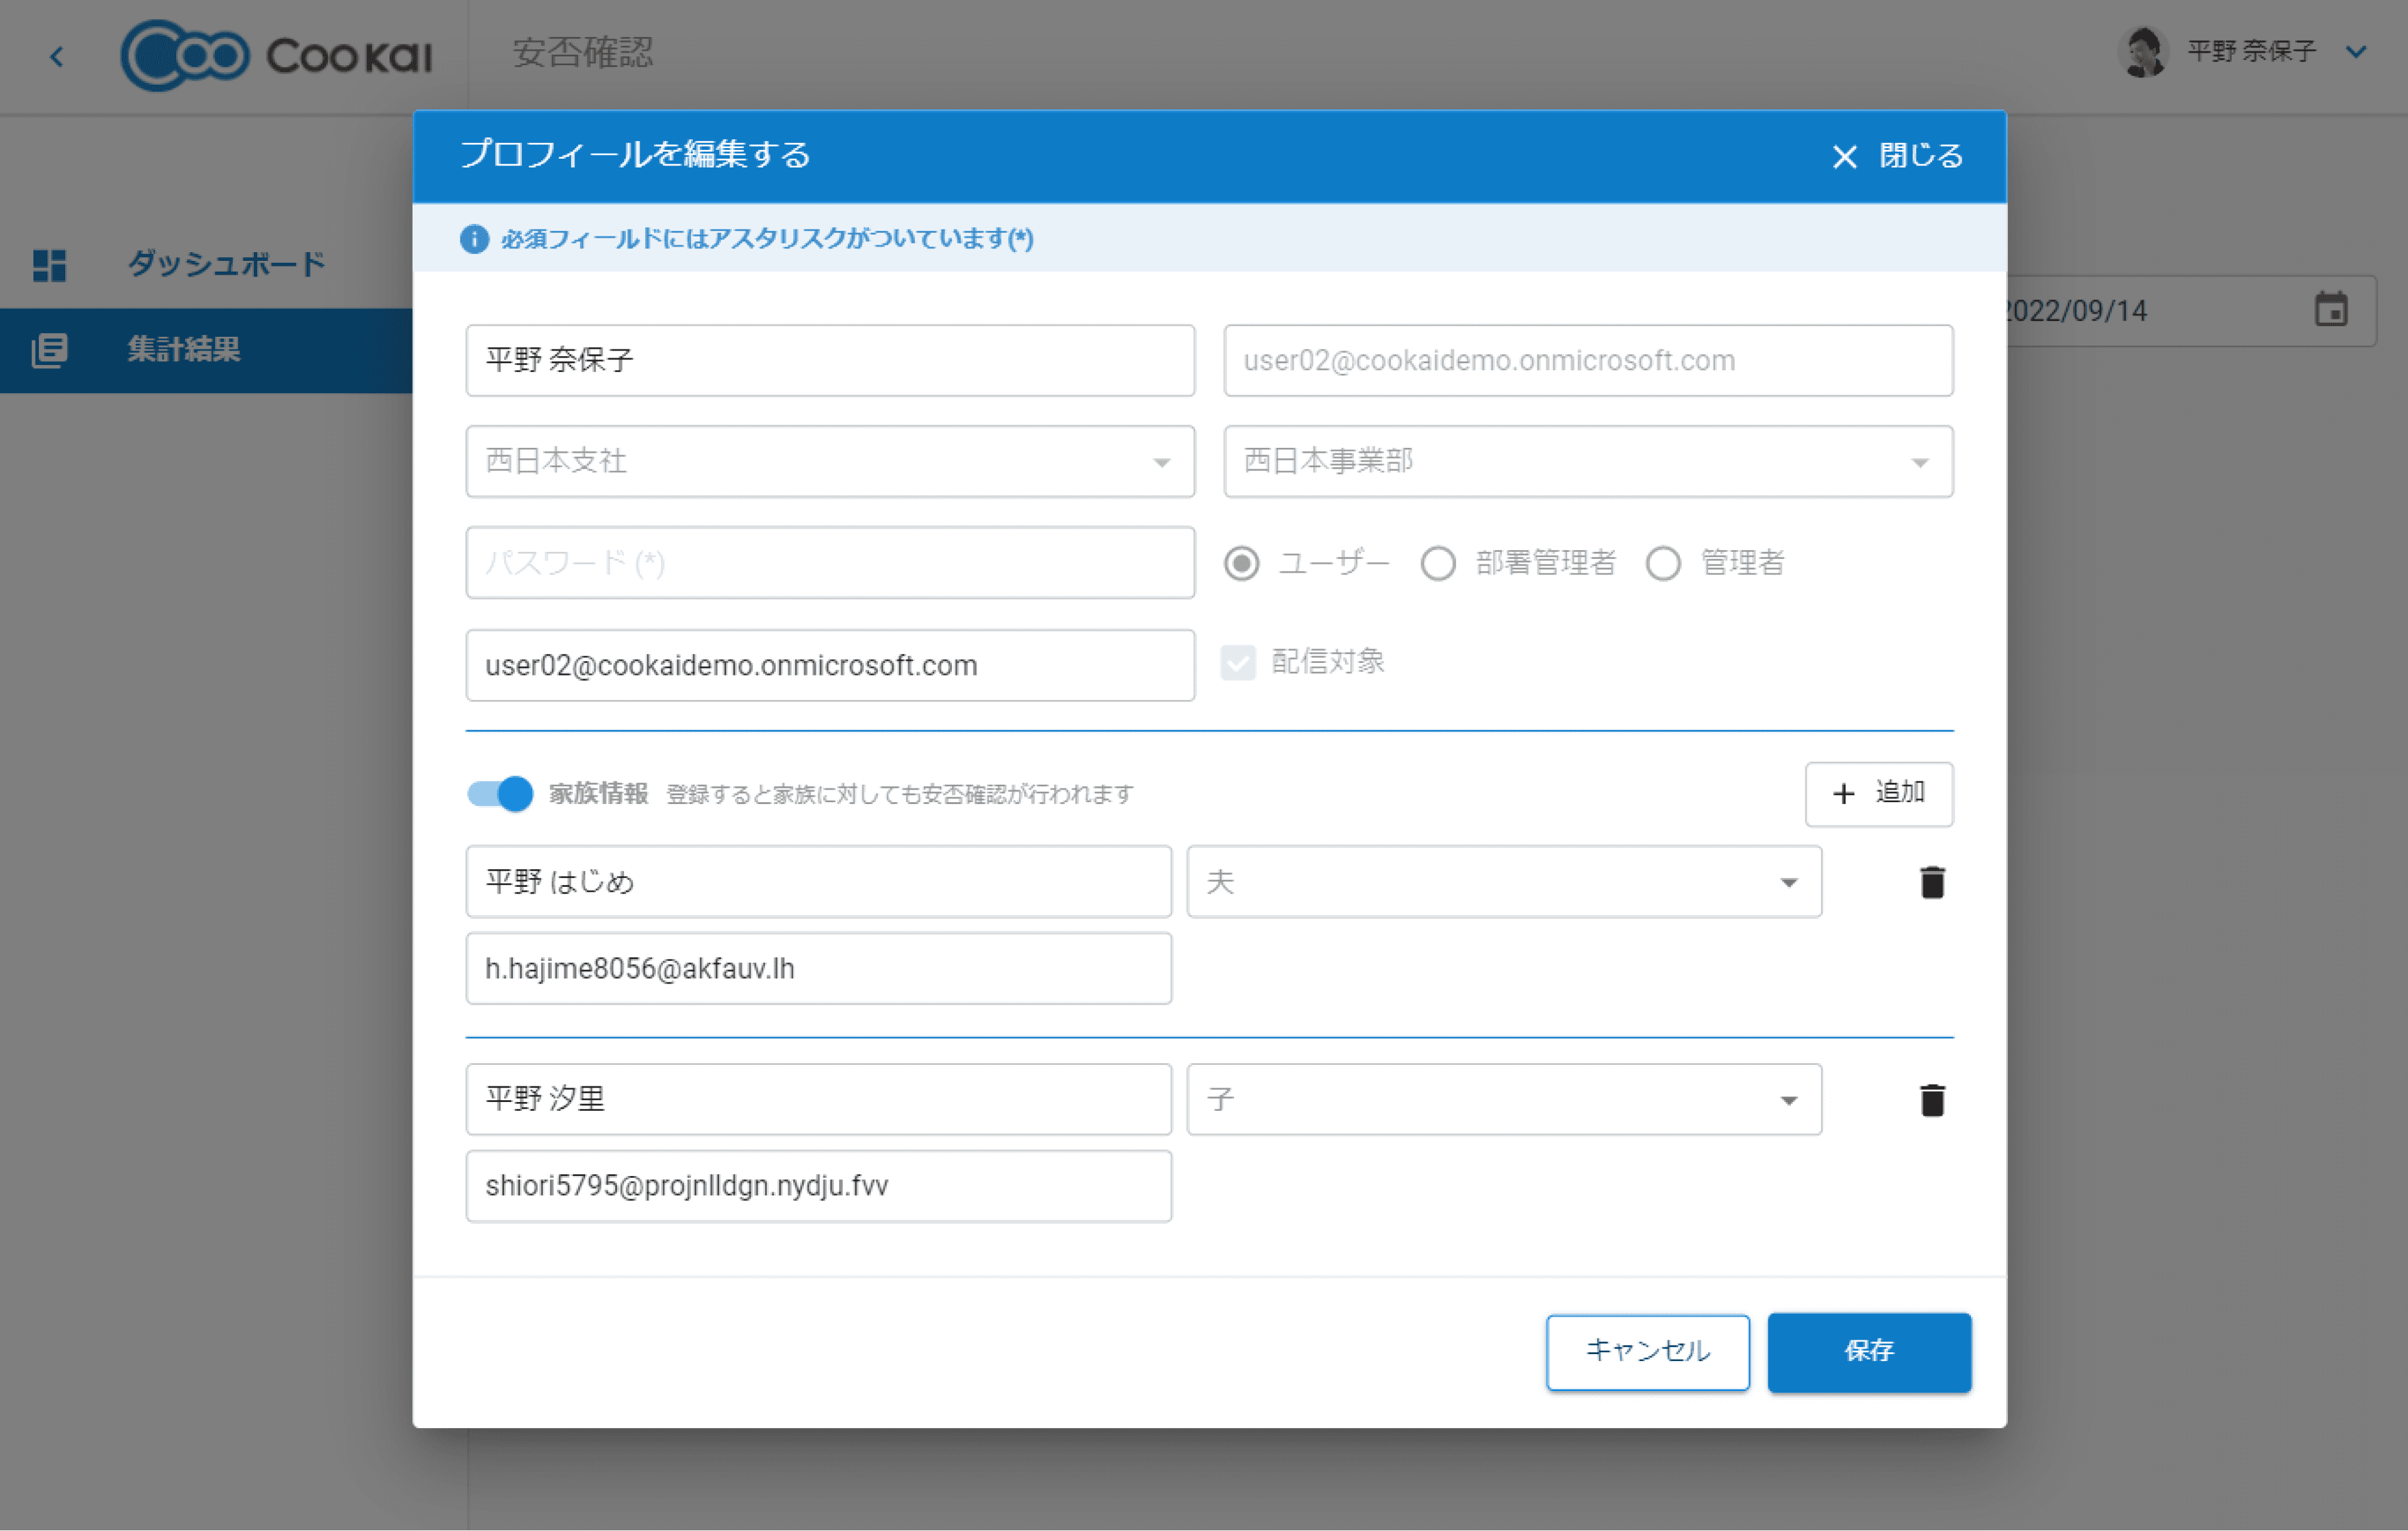 Coo Kai
安否確認
平野 奈保子
プロフィールを編集する
閉じる
必須フィールドにはアスタリスクがついています(*)
ダッシュボード
集計結果
2022/09/14
平野 奈保子
user02@cookaidemo.onmicrosoft.com
西日本支社
西日本事業部
パスワード (*)
ユーザー
部署管理者
管理者
user02@cookaidemo.onmicrosoft.com
配信対象
家族情報 登録すると家族に対しても安否確認が行われます
+ 追加
平野 はじめ
夫
h.hajime8056@akfauv.lh
平野 汐里
子
shiori5795@projnlldgn.nydju.fvv
キャンセル
保存